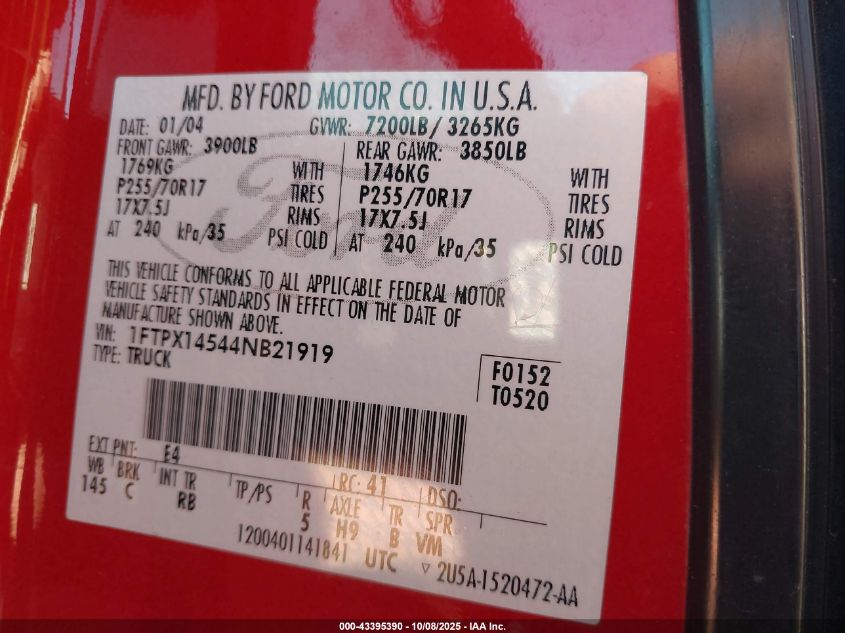 MFD. BY FORD MOTOR CO. IN U.S.A.
DATE: 01/04 GVWR: 7200LB/ 3265KG
FRONT GAWR: 3900LB REAR GAWR: 3850LB
1769KG WITH 1746KG WITH
P255/70R17 TIRES P255/70R17 TIRES
17X7.5J RIMS 17X7.5J RIMS
AT 240 kPa/35 PSI COLD AT 240 kPa/35 PSI COLD
Ford
THIS VEHICLE CONFORMS TO ALL APPLICABLE FEDERAL MOTOR
VEHICLE SAFETY STANDARDS IN EFFECT ON THE DATE OF
MANUFACTURE SHOWN ABOVE.
VIN: 1FTPX14544NB21919
TYPE: TRUCK
F0152
T0520
EXT PNT: E4 RC: 41 DSO:
WB BRK INT TR TP/PS R AXLE TR SPR
145 C RB 5 H9 B VM
1200401141841 UTC ▽ 2U5A-1520472-AA
000-43395390 - 10/08/2025 - IAA Inc.